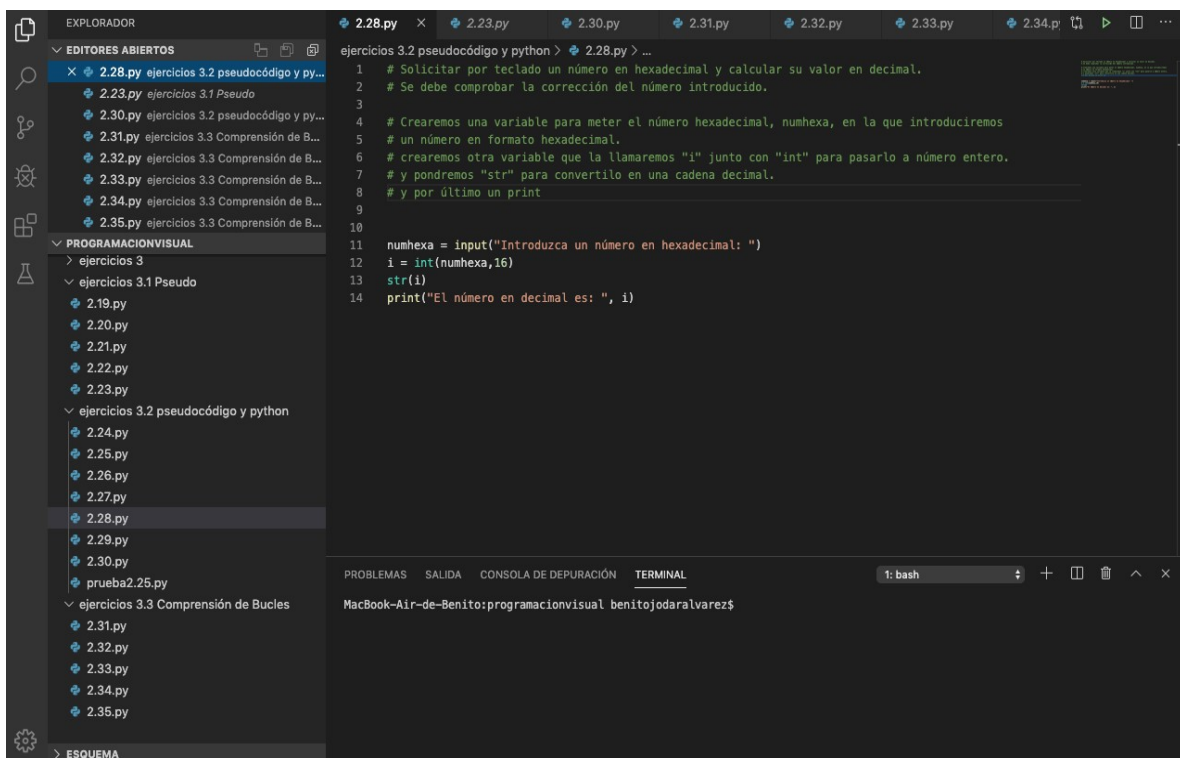 EXPLORADOR
EDITORES ABIERTOS
2.28.py ejercicios 3.2 pseudocódigo y py...
2.23.py ejercicios 3.1 Pseudo
2.30.py ejercicios 3.2 pseudocódigo y py...
2.31.py ejercicios 3.3 Comprensión de B...
2.32.py ejercicios 3.3 Comprensión de B...
2.33.py ejercicios 3.3 Comprensión de B...
2.34.py ejercicios 3.3 Comprensión de B...
2.35.py ejercicios 3.3 Comprensión de B...
PROGRAMACIONVISUAL
> ejercicios 3
ejercicios 3.1 Pseudo
2.19.py
2.20.py
2.21.py
2.22.py
2.23.py
ejercicios 3.2 pseudocódigo y python
2.24.py
2.25.py
2.26.py
2.27.py
2.28.py
2.29.py
2.30.py
prueba2.25.py
ejercicios 3.3 Comprensión de Bucles
2.31.py
2.32.py
2.33.py
2.34.py
2.35.py
> ESQUEMA
2.28.py × 2.23.py 2.30.py 2.31.py 2.32.py 2.33.py 2.34.py ...
ejercicios 3.2 pseudocódigo y python > 2.28.py > ...
1 # Solicitar por teclado un número en hexadecimal y calcular su valor en decimal.
2 # Se debe comprobar la corrección del número introducido.
3
4 # Crearemos una variable para meter el número hexadecimal, numhexa, en la que introduciremos
5 # un número en formato hexadecimal.
6 # crearemos otra variable que la llamaremos "i" junto con "int" para pasarlo a número entero.
7 # y pondremos "str" para convertilo en una cadena decimal.
8 # y por último un print
9
10
11 numhexa = input("Introduzca un número en hexadecimal: ")
12 i = int(numhexa,16)
13 str(i)
14 print("El número en decimal es: ", i)
PROBLEMAS SALIDA CONSOLA DE DEPURACIÓN TERMINAL 1: bash
MacBook-Air-de-Benito:programacionvisual benitojodaralvarez$